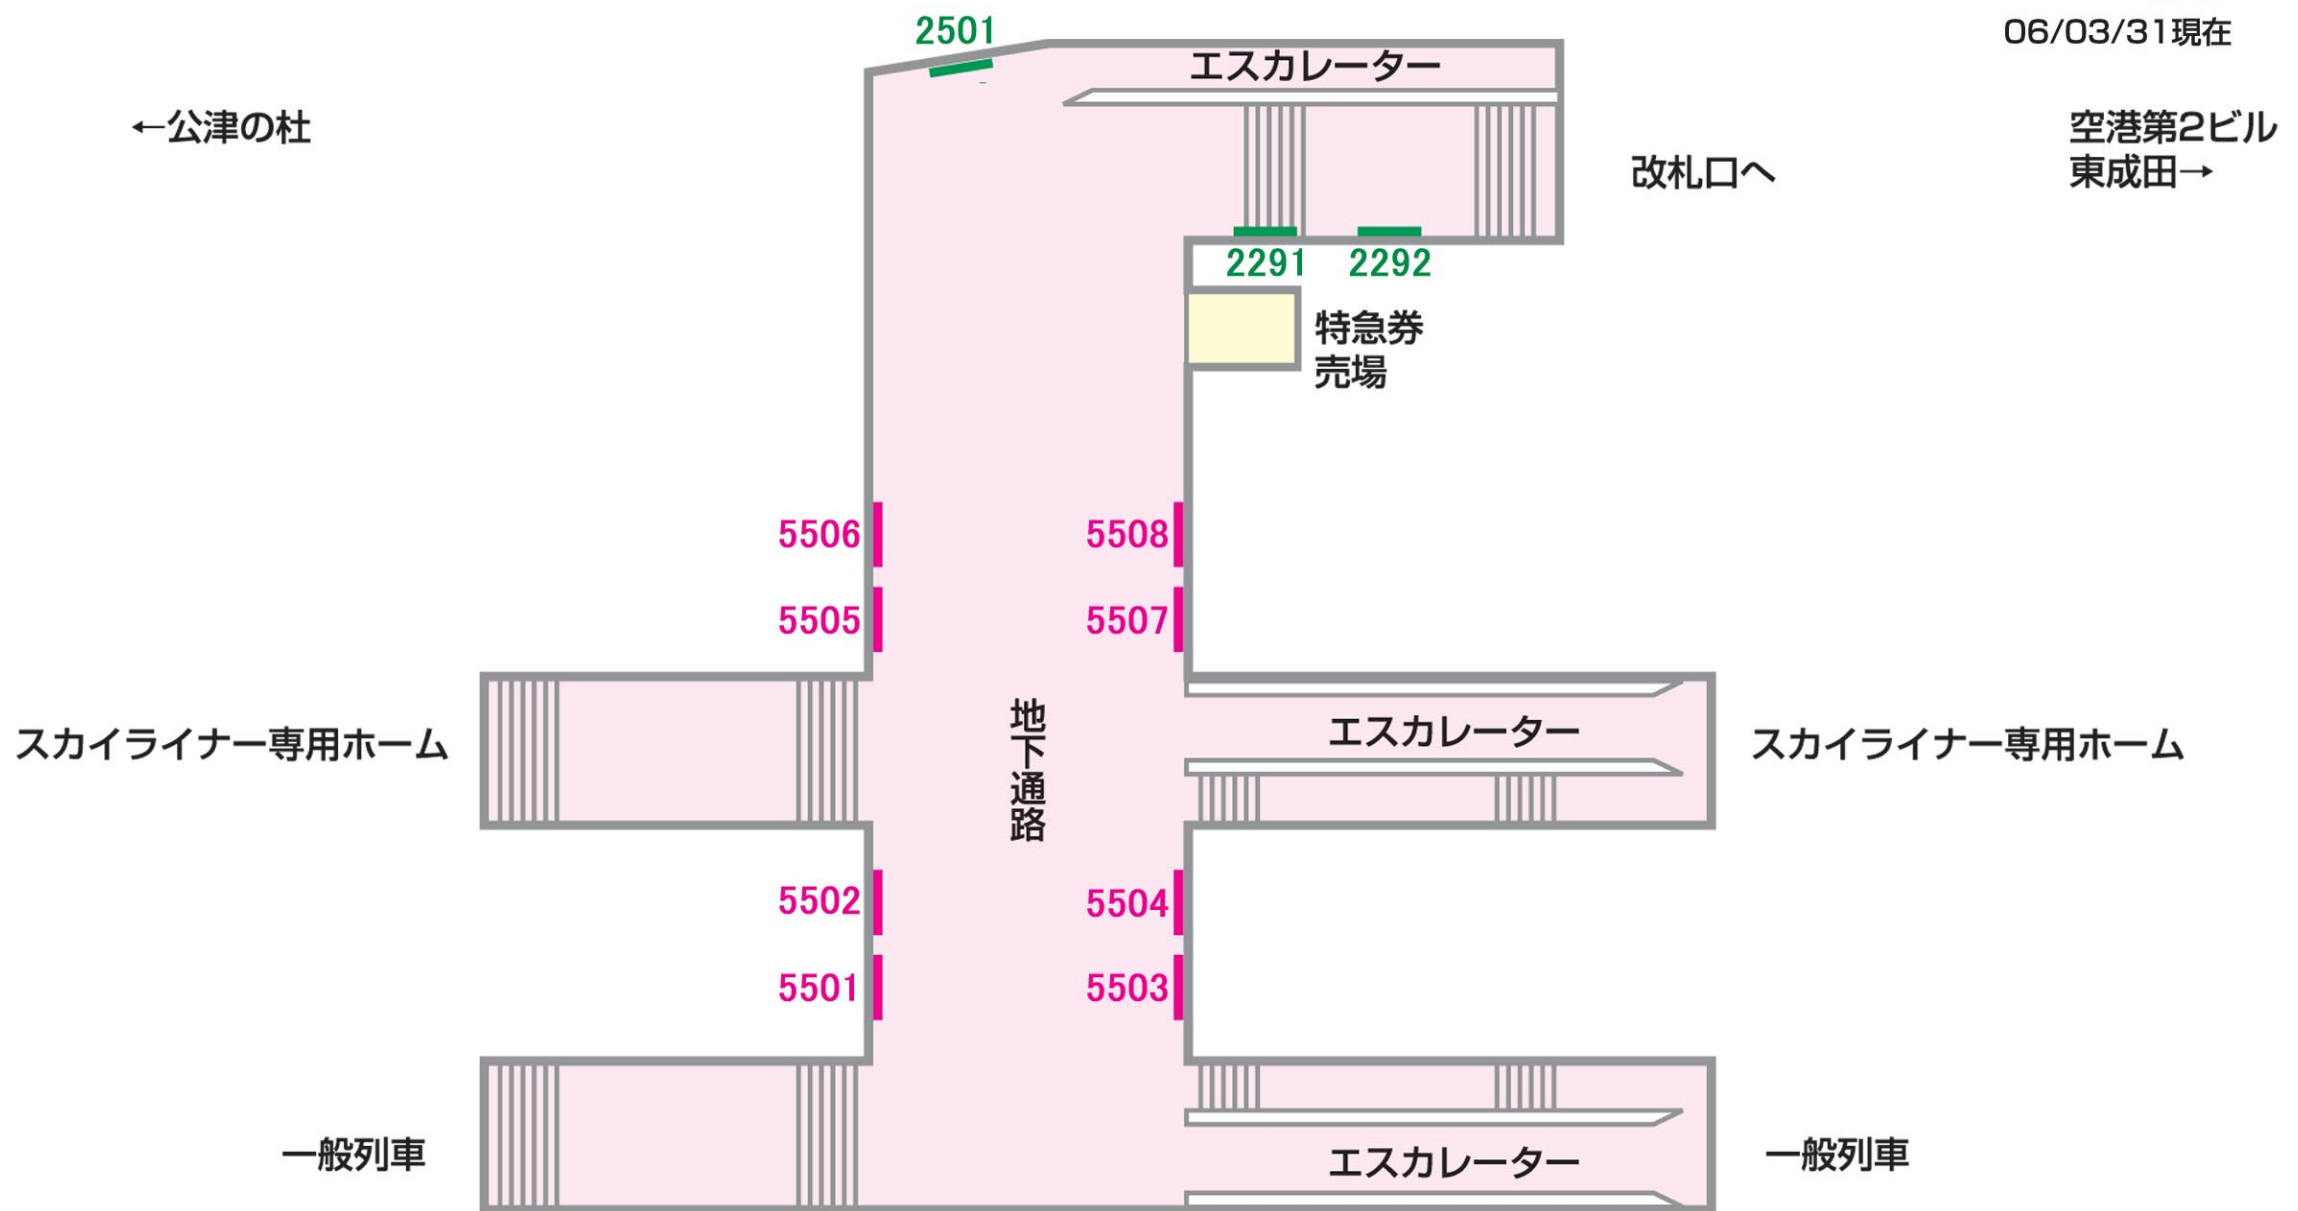 2501
06/03/31現在
エスカレーター
←公津の杜
空港第2ビル
東成田→
改札口へ
2291
2292
特急券
売場
5506
5508
5505
5507
地下通路
スカイライナー専用ホーム
エスカレーター
スカイライナー専用ホーム
5502
5504
5501
5503
一般列車
エスカレーター
一般列車